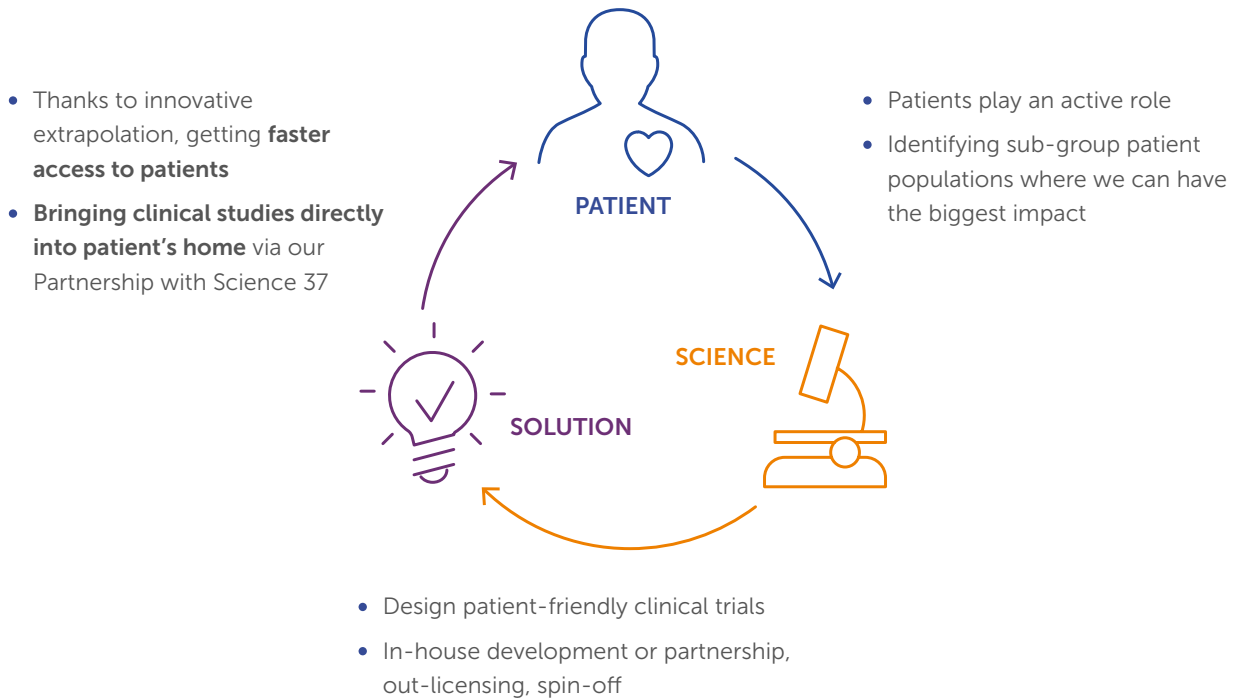 • Thanks to innovative
extrapolation, getting faster
access to patients
• Bringing clinical studies directly
into patient's home via our
Partnership with Science 37
PATIENT
• Patients play an active role
• Identifying sub-group patient
populations where we can have
the biggest impact
SCIENCE
SOLUTION
• Design patient-friendly clinical trials
• In-house development or partnership,
out-licensing, spin-off